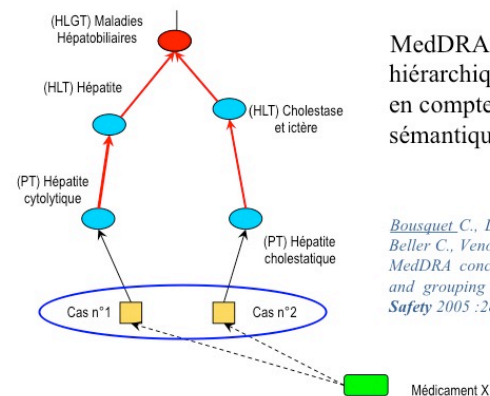 (HLGT) Maladies
Hépatobiliaires
(HLT) Hépatite
(HLT) Cholestase
et ictère
(PT) Hépatite
cytolytique
(PT) Hépatite
cholestatique
Cas n°1
Cas n°2
Médicament X
MedDRA
hiérarchiq
en compte
sémantiqu
Bousquet C.,
Beller C., Veno
MedDRA conc
and grouping
Safety 2005 :2